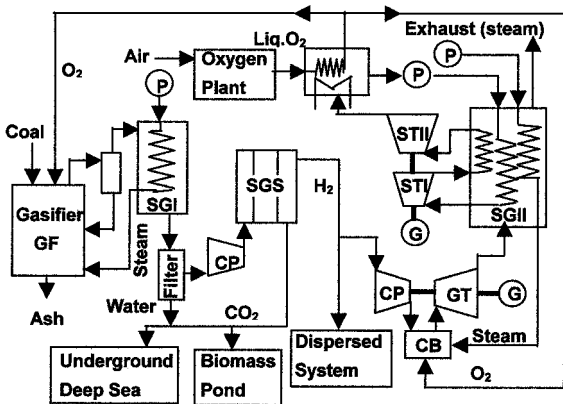 Exhaust (steam)
Liq.O₂
Air
Oxygen
Plant
O₂
P
P
P
Coal
STII
SGI
SGS
H₂
STI
Gasifier
GF
SGII
Steam
G
Filter
CP
CP
GT
G
Water
CO₂
Ash
Steam
CB
Underground
Deep Sea
Biomass
Pond
Dispersed
System
O₂